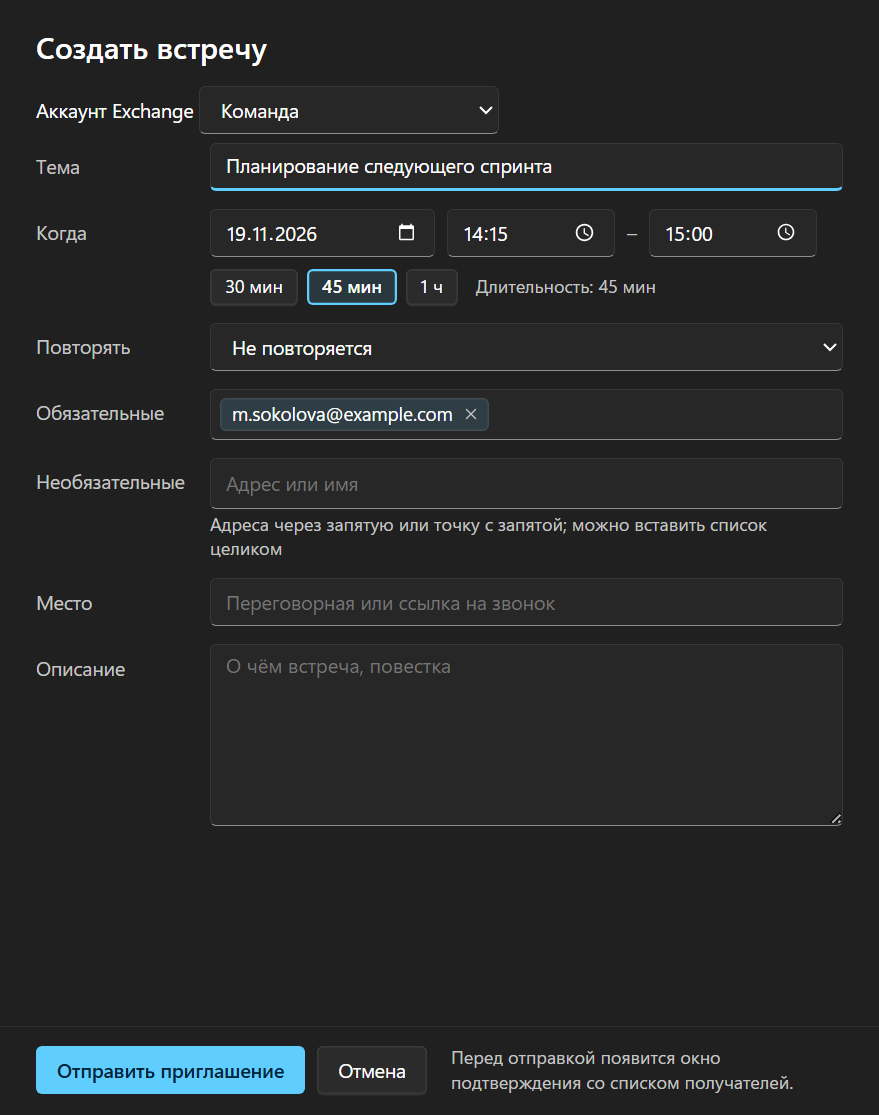 Создать встречу
Аккаунт Exchange Команда
Тема Планирование следующего спринта
Когда 19.11.2026 14:15 – 15:00
30 мин 45 мин 1 ч Длительность: 45 мин
Повторять Не повторяется
Обязательные m.sokolova@example.com ×
Необязательные Адрес или имя
Адреса через запятую или точку с запятой; можно вставить список
целиком
Место Переговорная или ссылка на звонок
Описание О чём встреча, повестка
Отправить приглашение Отмена Перед отправкой появится окно
подтверждения со списком получателей.